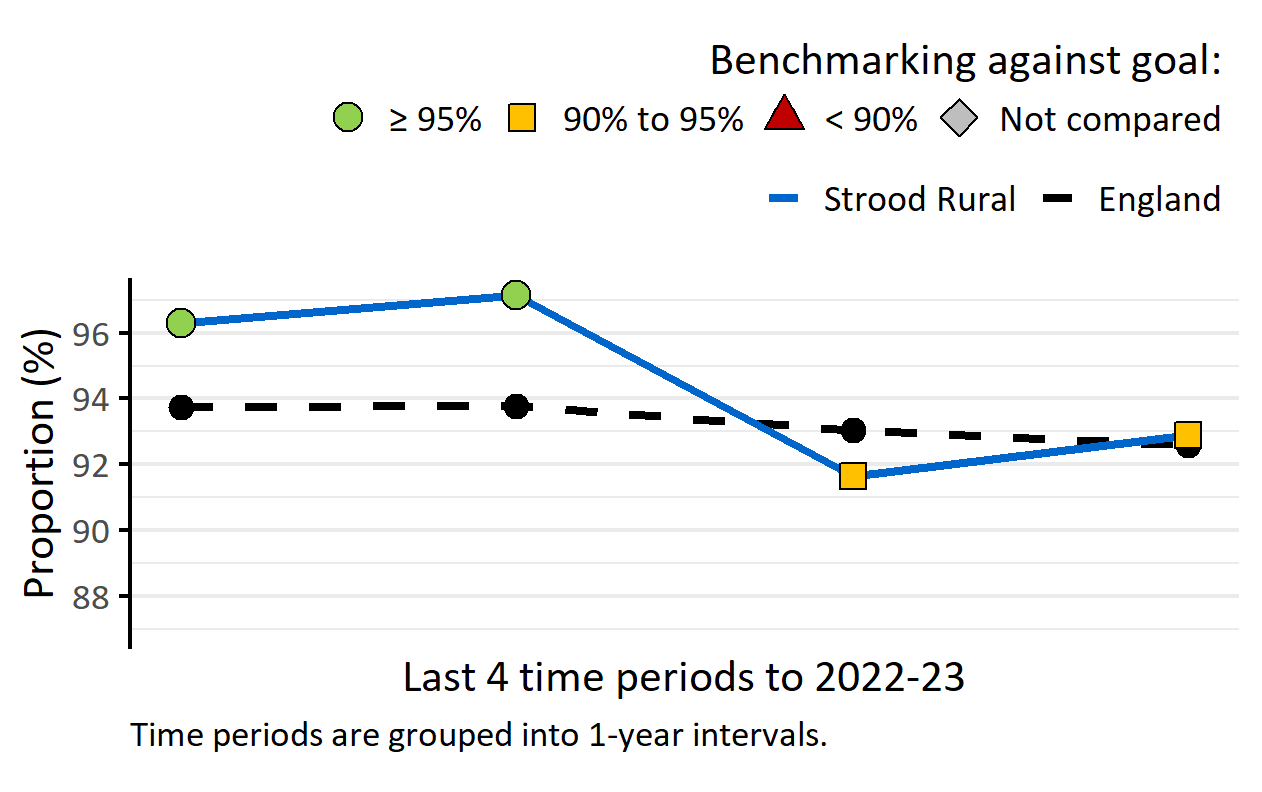 Benchmarking against goal:
≥ 95% 90% to 95% < 90% Not compared
Strood Rural England
Proportion (%)
96
94
92
90
88
Last 4 time periods to 2022-23
Time periods are grouped into 1-year intervals.